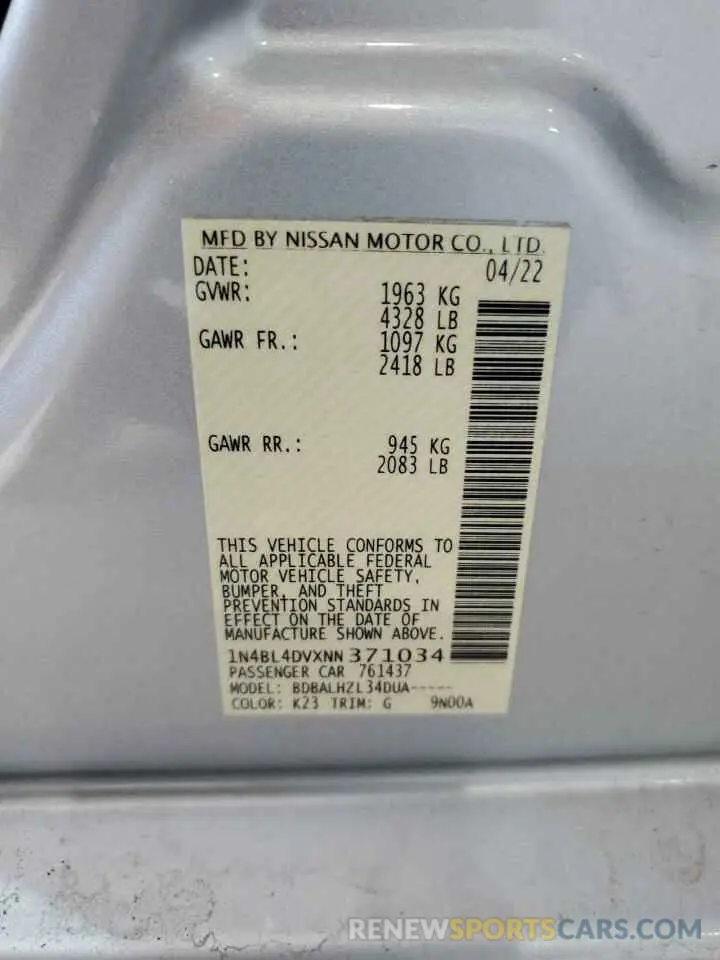 MFD BY NISSAN MOTOR CO., LTD.
DATE: 04/22
GVWR: 1963 KG
4328 LB
GAWR FR.: 1097 KG
2418 LB
GAWR RR.: 945 KG
2083 LB
THIS VEHICLE CONFORMS TO
ALL APPLICABLE FEDERAL
MOTOR VEHICLE SAFETY,
BUMPER, AND THEFT
PREVENTION STANDARDS IN
EFFECT ON THE DATE OF
MANUFACTURE SHOWN ABOVE.
1N4BL4DVXNN371034
PASSENGER CAR 761437
MODEL: BDBALHZL34DUA-----
COLOR: K23 TRIM: G 9N00A
RENEWSPORTSCARS.COM